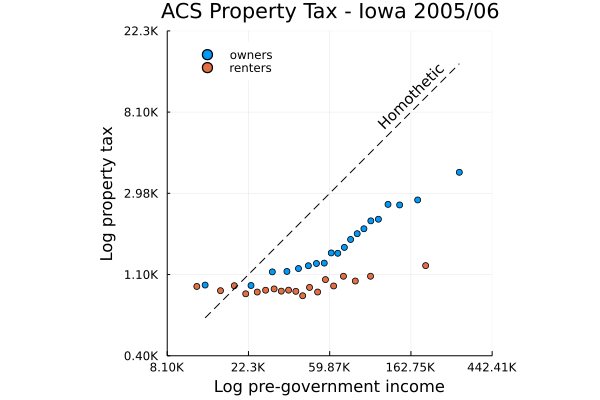 ACS Property Tax - Iowa 2005/06
22.3K
owners
renters
Homothetic
8.10K
2.98K
1.10K
0.40K
Log property tax
8.10K 22.3K 59.87K 162.75K 442.41K
Log pre-government income